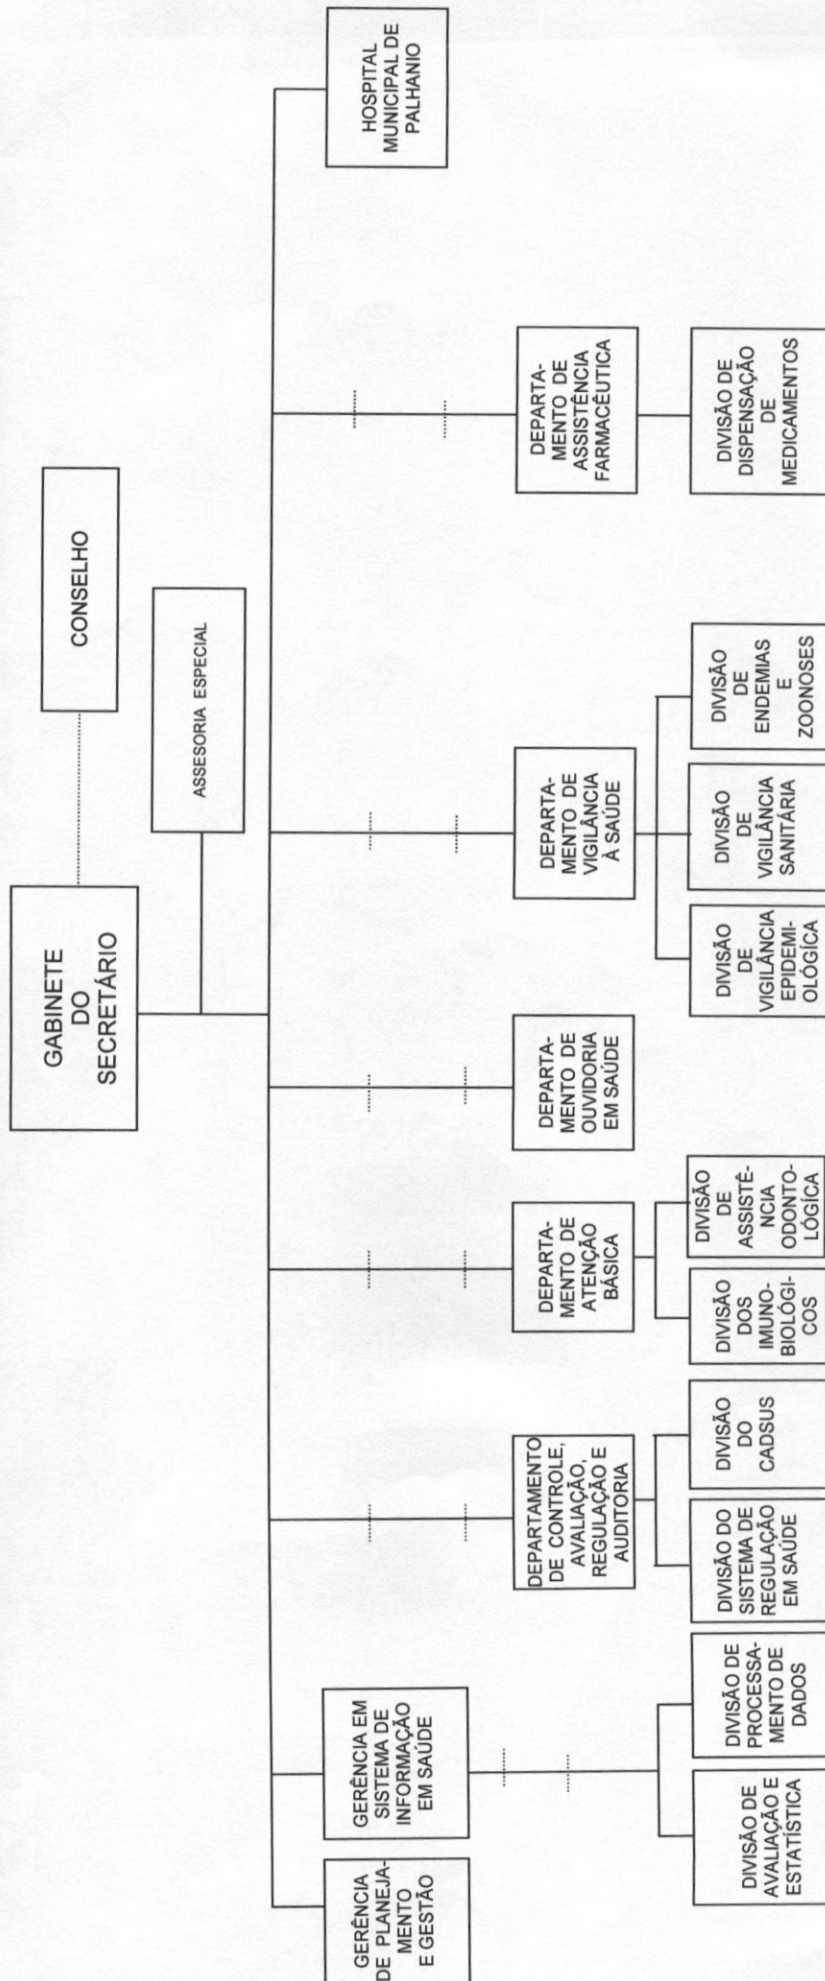 GABINETE
DO
SECRETÁRIO
CONSELHO
ASSESORIA ESPECIAL
GERÊNCIA
DE PLANEJA-
MENTO
E GESTÃO
GERÊNCIA EM
SISTEMA DE
INFORMAÇÃO
EM SAÚDE
HOSPITAL
MUNICIPAL DE
PALHANIO
DEPARTAMENTO
DE CONTROLE,
AVALIAÇÃO,
REGULAÇÃO E
AUDITORIA
DEPARTA-
MENTO DE
ATENÇÃO
BÁSICA
DEPARTA-
MENTO DE
OUVIDORIA
EM SAÚDE
DEPARTA-
MENTO DE
VIGILÂNCIA
À SAÚDE
DEPARTA-
MENTO DE
ASSISTÊNCIA
FARMACÊUTICA
DIVISÃO DE
AVALIAÇÃO E
ESTATÍSTICA
DIVISÃO DE
PROCESSA-
MENTO DE
DADOS
DIVISÃO DO
SISTEMA DE
REGULAÇÃO
EM SAÚDE
DIVISÃO
DO
CADSUS
DIVISÃO
DOS
IMUNO-
BIOLÓGI-
COS
DIVISÃO
DE
ASSISTÊ-
NCIA
ODONTO-
LÓGÍCA
DIVISÃO
DE
VIGILÂNCIA
EPIDEMI-
OLÓGÍCA
DIVISÃO
DE
VIGILÂNCIA
SANITÁRIA
DIVISÃO
DE
ENDEMIAS
E
ZOONOSES
DIVISÃO DE
DISPENSAÇÃO
DE
MEDICAMENTOS